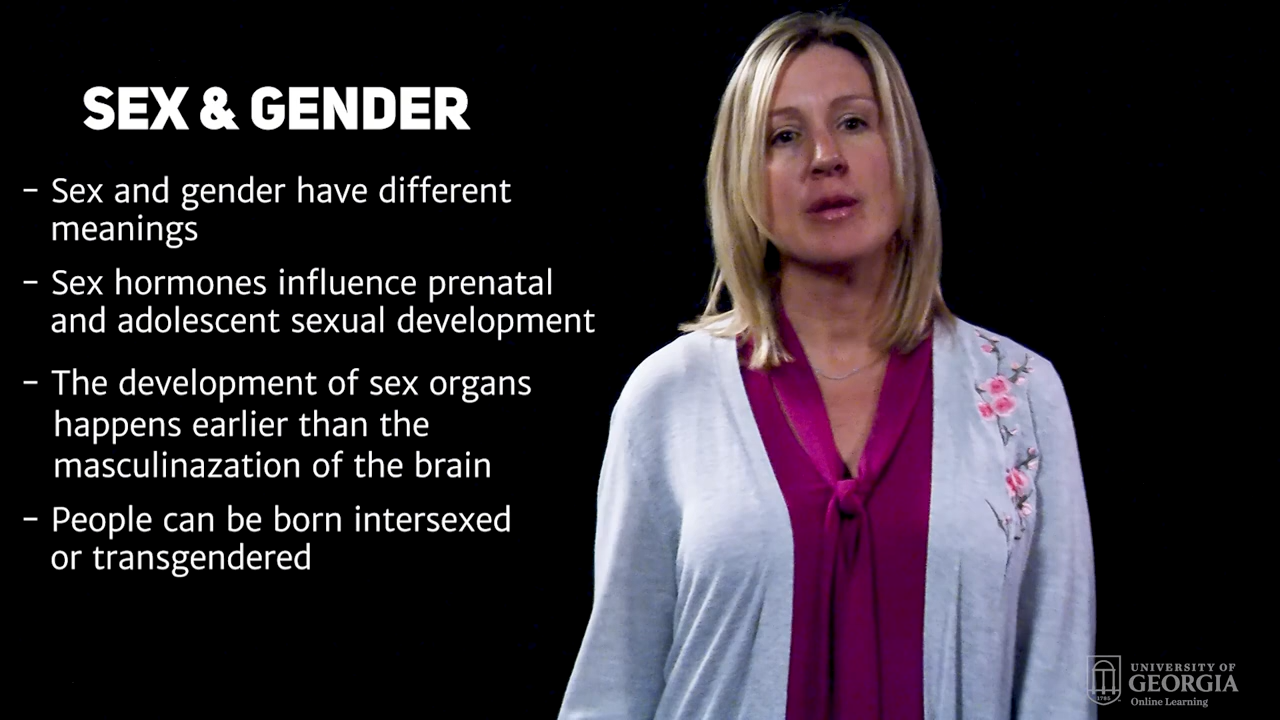 SEX & GENDER
- Sex and gender have different
meanings
- Sex hormones influence prenatal
and adolescent sexual development
- The development of sex organs
happens earlier than the
masculinazation of the brain
- People can be born intersexed
or transgendered
UNIVERSITY OF
GEORGIA
Online Learning
1785